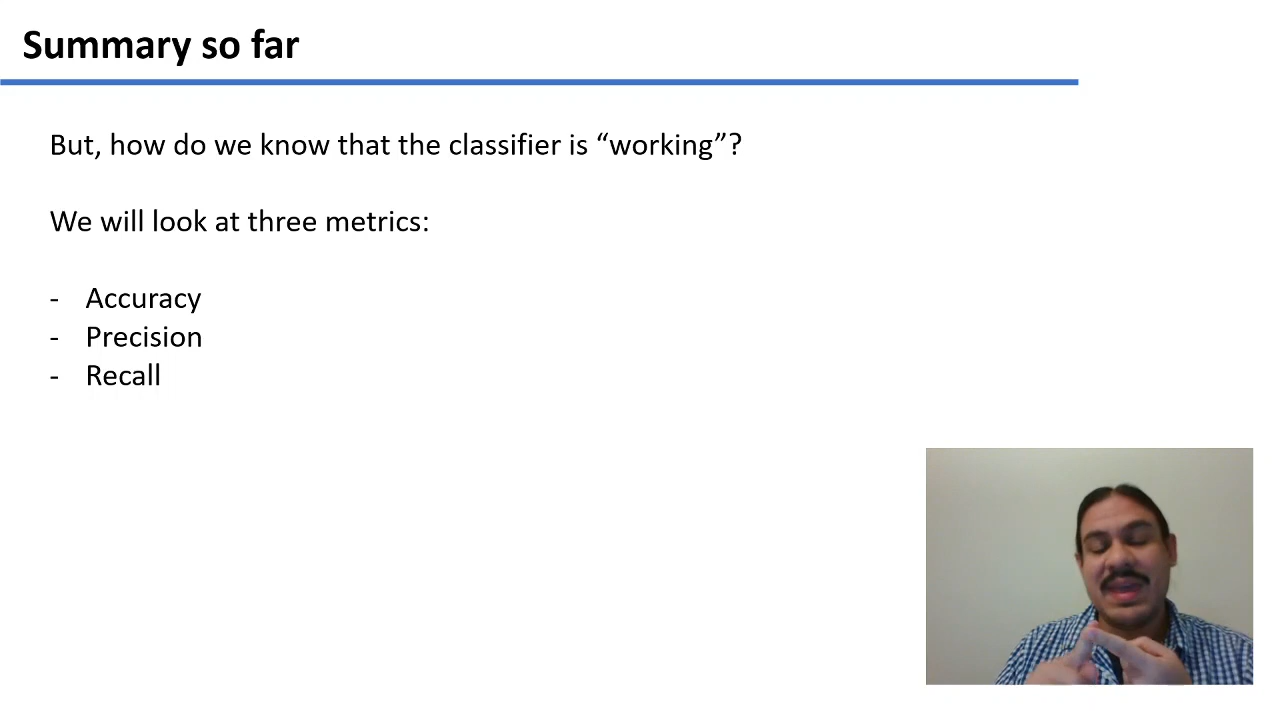 Summary so far
But, how do we know that the classifier is “working”?
We will look at three metrics:
- Accuracy
- Precision
- Recall